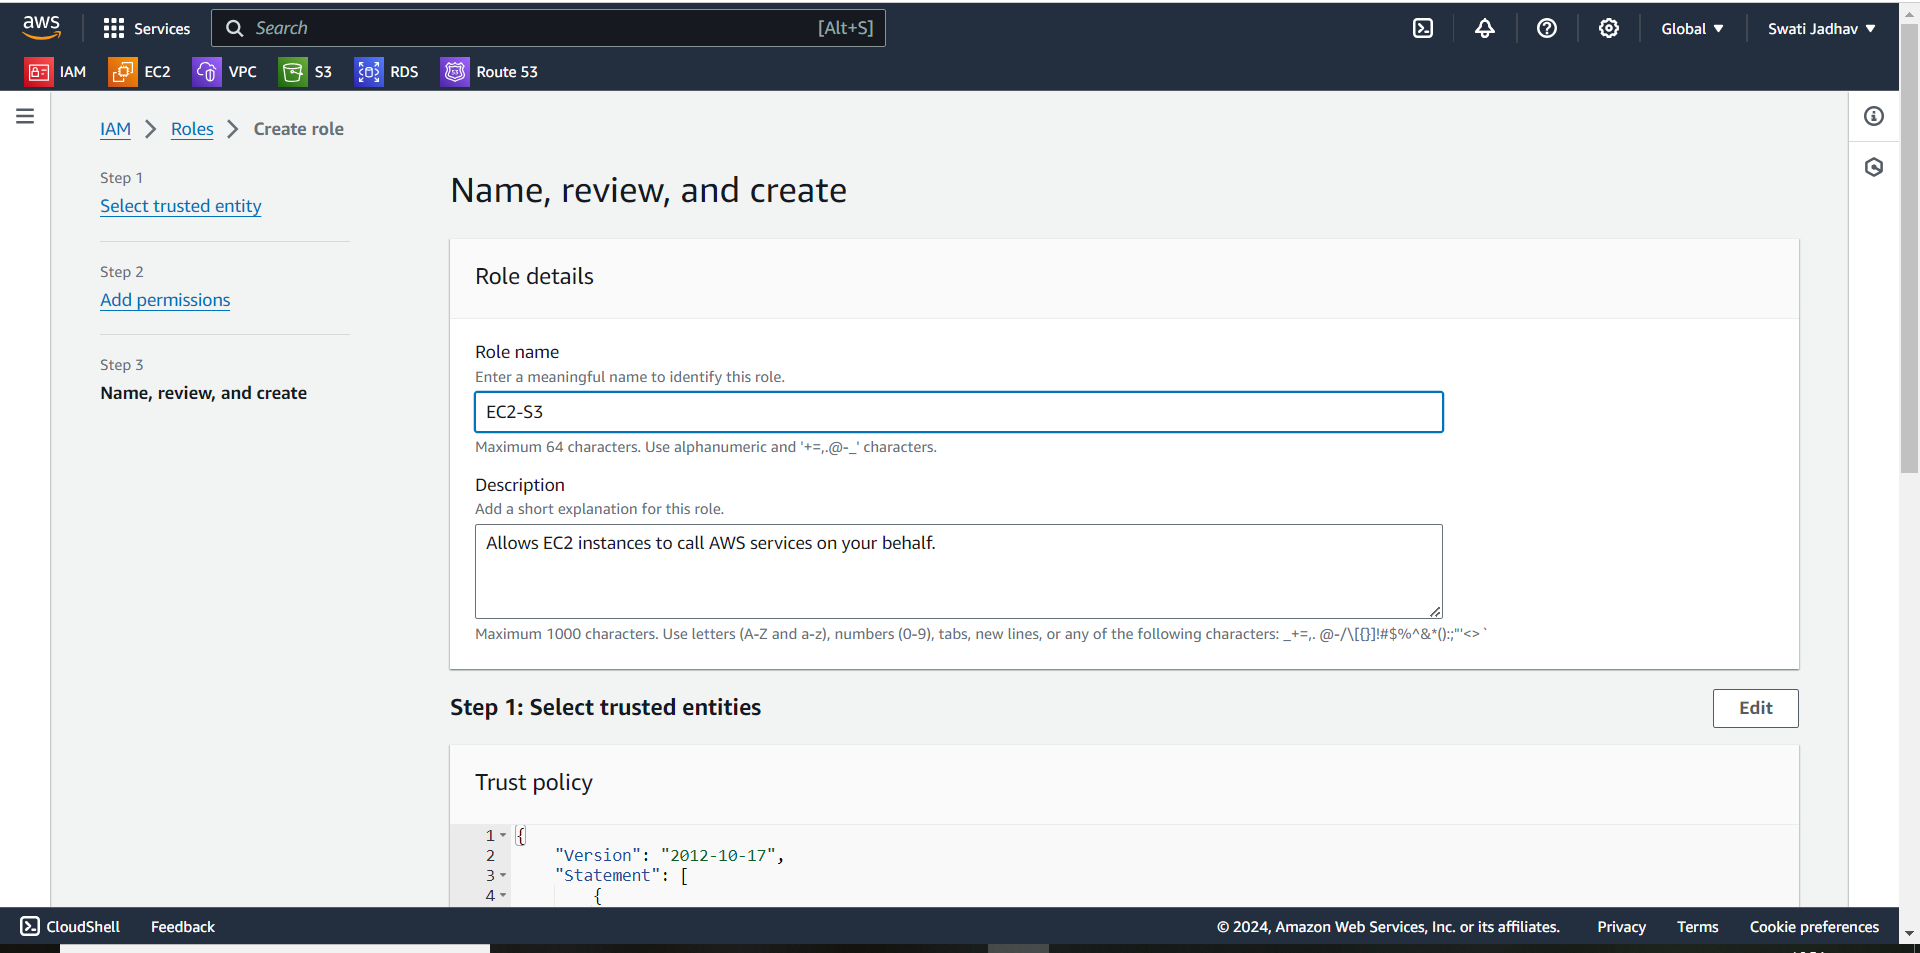 aws
Services
Search [Alt+S]
Global
Swati Jadhav
IAM
EC2
VPC
S3
RDS
Route 53
IAM > Roles > Create role
Step 1
Select trusted entity
Step 2
Add permissions
Step 3
Name, review, and create
Name, review, and create
Role details
Role name
Enter a meaningful name to identify this role.
EC2-S3
Maximum 64 characters. Use alphanumeric and '+=,.@-_' characters.
Description
Add a short explanation for this role.
Allows EC2 instances to call AWS services on your behalf.
Maximum 1000 characters. Use letters (A-Z and a-z), numbers (0-9), tabs, new lines, or any of the following characters: _+=,. @-/\[{}]!#$%^&*();:"'<>`
Step 1: Select trusted entities
Edit
Trust policy
1 {
2 "Version": "2012-10-17",
3 "Statement": [
4 {
CloudShell
Feedback
© 2024, Amazon Web Services, Inc. or its affiliates.
Privacy
Terms
Cookie preferences